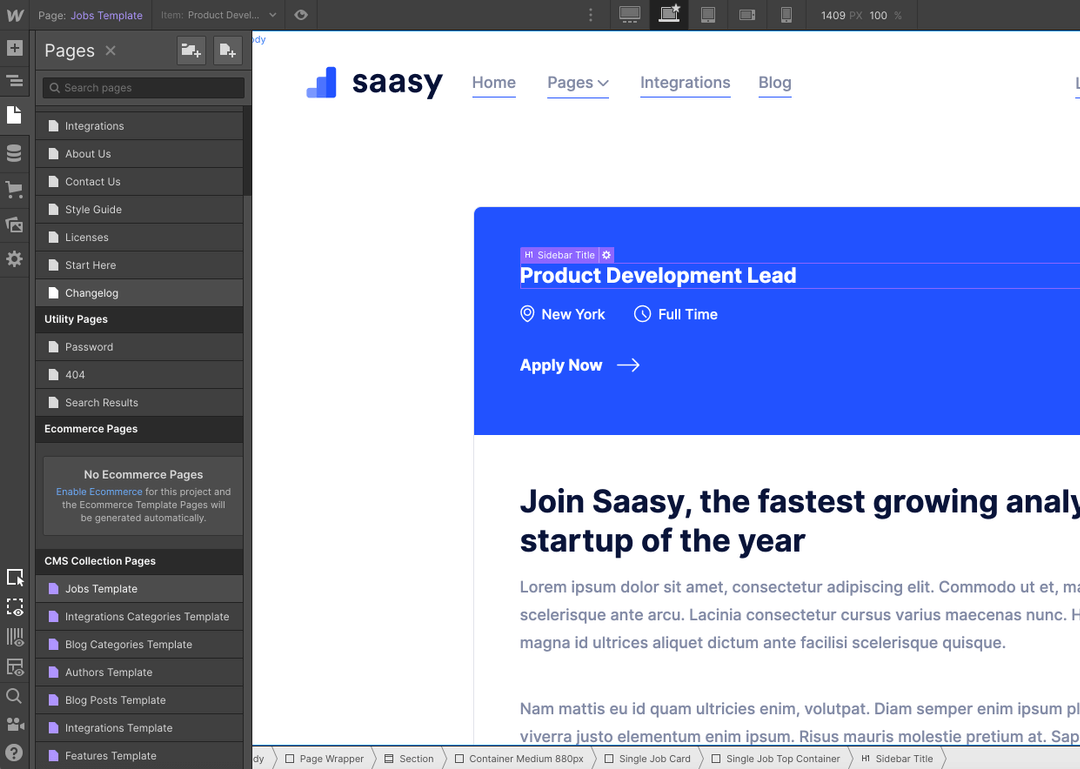 Page: Jobs Template
Item: Product Devel...
1409 PX 100 %
Pages
Search pages
Integrations
About Us
Contact Us
Style Guide
Licenses
Start Here
Changelog
Utility Pages
Password
404
Search Results
Ecommerce Pages
No Ecommerce Pages
Enable Ecommerce for this project and
the Ecommerce Template Pages will
be generated automatically.
CMS Collection Pages
Jobs Template
Integrations Categories Template
Blog Categories Template
Authors Template
Blog Posts Template
Integrations Template
Features Template
dy
saasy
Home
Pages
Integrations
Blog
L
H1 Sidebar Title
Product Development Lead
New York
Full Time
Apply Now
Join Saasy, the fastest growing analy
startup of the year
Lorem ipsum dolor sit amet, consectetur adipiscing elit. Commodo ut et, ma
scelerisque ante arcu. Lacinia consectetur cursus varius maecenas nunc. H
magna id ultrices aliquet dictum ante facilisi scelerisque quisque.
Nam mattis eu id quam ultricies enim, volutpat. Diam semper enim ipsum pl
viverra justo elementum enim ipsum. Risus mauris molestie pretium at. Sap
dy
Page Wrapper
Section
Container Medium 880px
Single Job Card
Single Job Top Container
H1 Sidebar Title